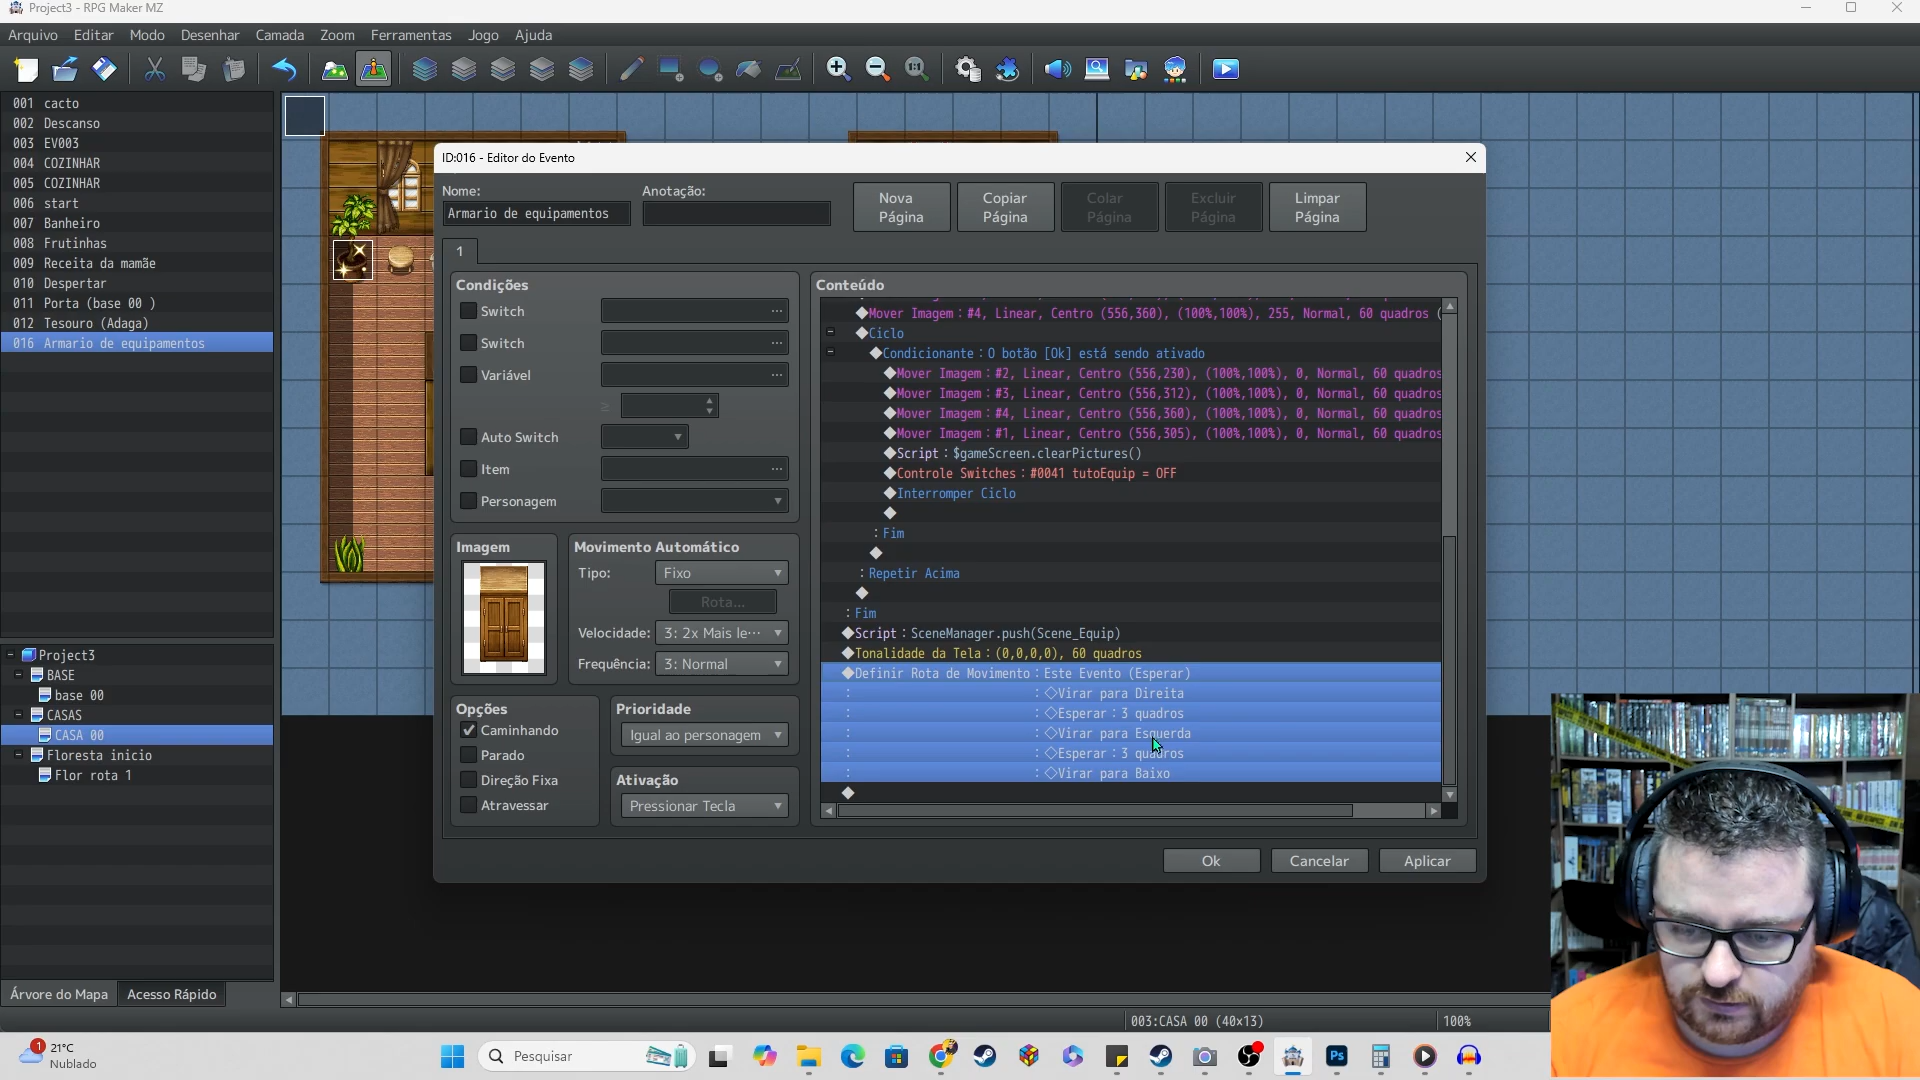 Project3 - RPG Maker MZ
Arquivo Editar Modo Desenhar Camada Zoom Ferramentas Jogo Ajuda
001 cacto
002 Descanso
003 EV003
004 COZINHAR
005 COZINHAR
006 start
007 Banheiro
008 Frutinhas
009 Receita da mamãe
010 Despertar
011 Porta (base 00 )
012 Tesouro (Adaga)
016 Armario de equipamentos
Project3
BASE
base 00
CASAS
CASA 00
Floresta inicio
Flor rota 1
Árvore do Mapa Acesso Rápido
ID:016 - Editor do Evento
Nome:
Armario de equipamentos
Anotação:
Nova Página
Copiar Página
Colar Página
Excluir Página
Limpar Página
1
Condições
Switch
Switch
Variável
≥
Auto Switch
Item
Personagem
Imagem
Movimento Automático
Tipo: Fixo
Rota...
Velocidade: 3: 2x Mais le···
Frequência: 3: Normal
Opções
Caminhando
Parado
Direção Fixa
Atravessar
Prioridade
Igual ao personagem
Ativação
Pressionar Tecla
Conteúdo
◆Mover Imagem：#4, Linear, Centro (556,360), (100%,100%), 255, Normal, 60 quadros (
◆Ciclo
◆Condicionante：O botão [Ok] está sendo ativado
◆Mover Imagem：#2, Linear, Centro (556,230), (100%,100%), 0, Normal, 60 quadros
◆Mover Imagem：#3, Linear, Centro (556,312), (100%,100%), 0, Normal, 60 quadros
◆Mover Imagem：#4, Linear, Centro (556,360), (100%,100%), 0, Normal, 60 quadros
◆Mover Imagem：#1, Linear, Centro (556,305), (100%,100%), 0, Normal, 60 quadros
◆Script：$gameScreen.clearPictures()
◆Controle Switches：#0041 tutoEquip = OFF
◆Interromper Ciclo
◆
：Fim
◆
：Repetir Acima
◆
：Fim
◆Script：SceneManager.push(Scene_Equip)
◆Tonalidade da Tela：(0,0,0,0), 60 quadros
◆Definir Rota de Movimento：Este Evento (Esperar)
： ：◇Virar para Direita
： ：◇Esperar：3 quadros
： ：◇Virar para Esquerda
： ：◇Esperar：3 quadros
： ：◇Virar para Baixo
◆
Ok Cancelar Aplicar
003:CASA 00 (40x13) 100%
1
21°C
Nublado
Pesquisar
Ps